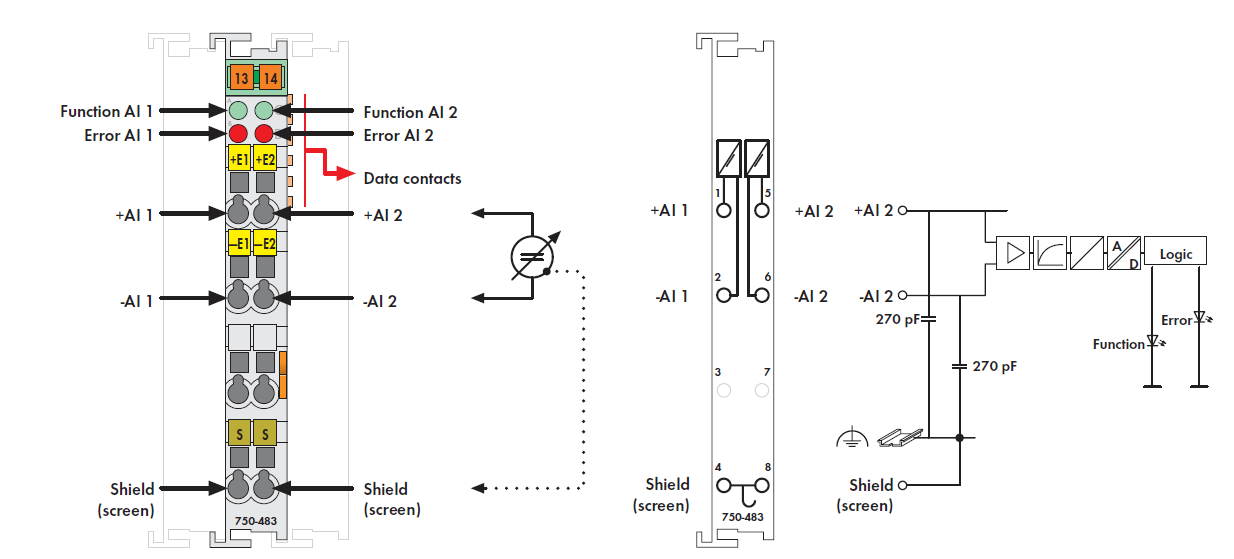 13 14
Function AI 1
Function AI 2
Error AI 1
Error AI 2
+E1 +E2
Data contacts
+AI 1
+AI 2
–E1 –E2
-AI 1
-AI 2
S S
Shield
(screen)
Shield
(screen)
750-483
1 5
+AI 1
+AI 2
2 6
-AI 1
-AI 2
3 7
4 8
Shield
(screen)
750-483
+AI 2
A
D
Logic
-AI 2
270 pF
Error
Function
270 pF
Shield
(screen)